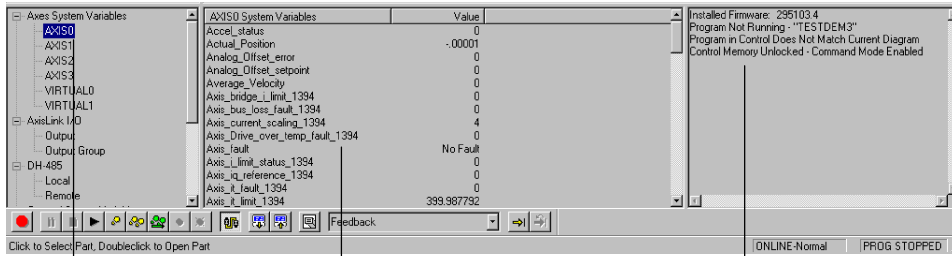 Axes System Variables
AXIS0
AXIS1
AXIS2
AXIS3
VIRTUAL0
VIRTUAL1
AxisLink I/O
Output
Output Group
DH-485
Local
Remote
AXIS0 System Variables Value
Accel_status 0
Actual_Position -.00001
Analog_Offset_error 0
Analog_Offset_setpoint 0
Average_Velocity 0
Axis_bridge_i_limit_1394 0
Axis_bus_loss_fault_1394 0
Axis_current_scaling_1394 4
Axis_Drive_over_temp_fault_1394 0
Axis_fault No Fault
Axis_i_limit_status_1394 0
Axis_iq_reference_1394 0
Axis_it_fault_1394 0
Axis_it_limit_1394 399.987792
Installed Firmware: 295103.4
Program Not Running - "TESTDEM3"
Program in Control Does Not Match Current Diagram
Control Memory Unlocked - Command Mode Enabled
Feedback
Click to Select Part, Doubleclick to Open Part
ONLINE-Normal
PROG STOPPED